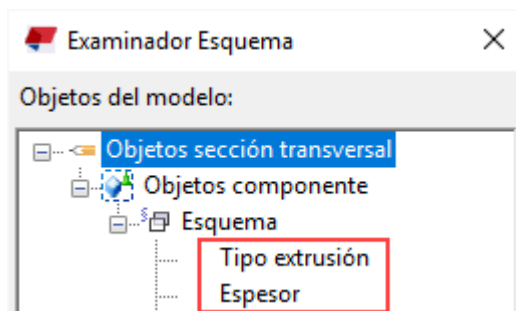 Examinador Esquema
Objetos del modelo:
Objetos sección transversal
Objetos componente
Esquema
Tipo extrusión
Espesor